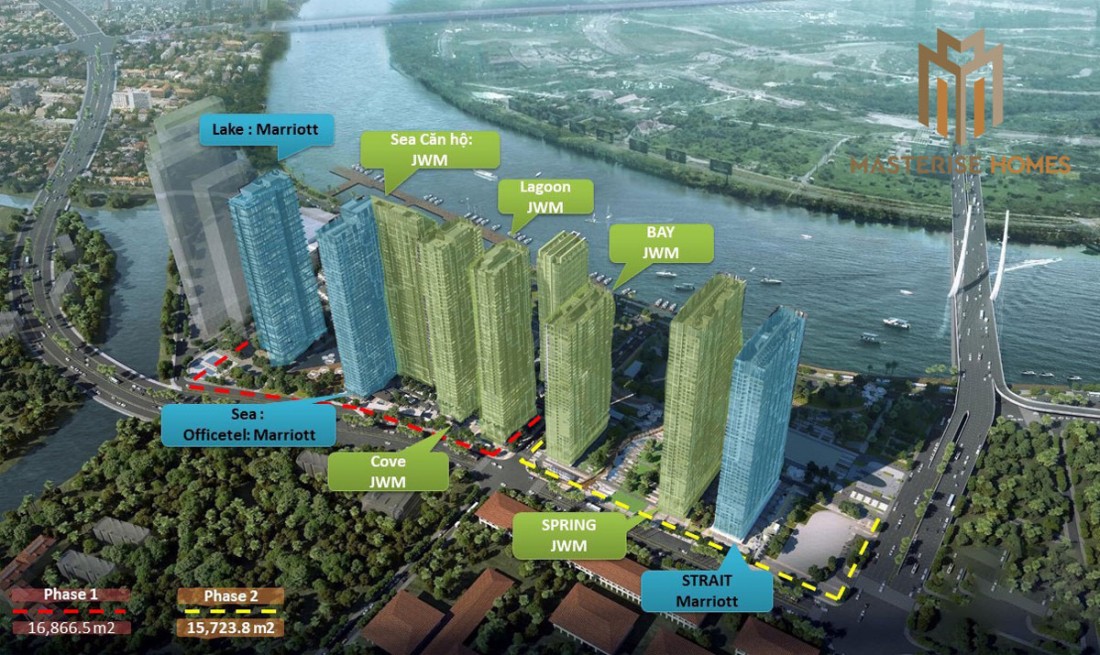 MASTERISE HOMES
Lake : Marriott
Sea Căn hộ:
JWM
Lagoon
JWM
BAY
JWM
Sea :
Officetel: Marriott
Cove
JWM
SPRING
JWM
STRAIT
Marriott
Phase 1
16,866.5 m2
Phase 2
15,723.8 m2